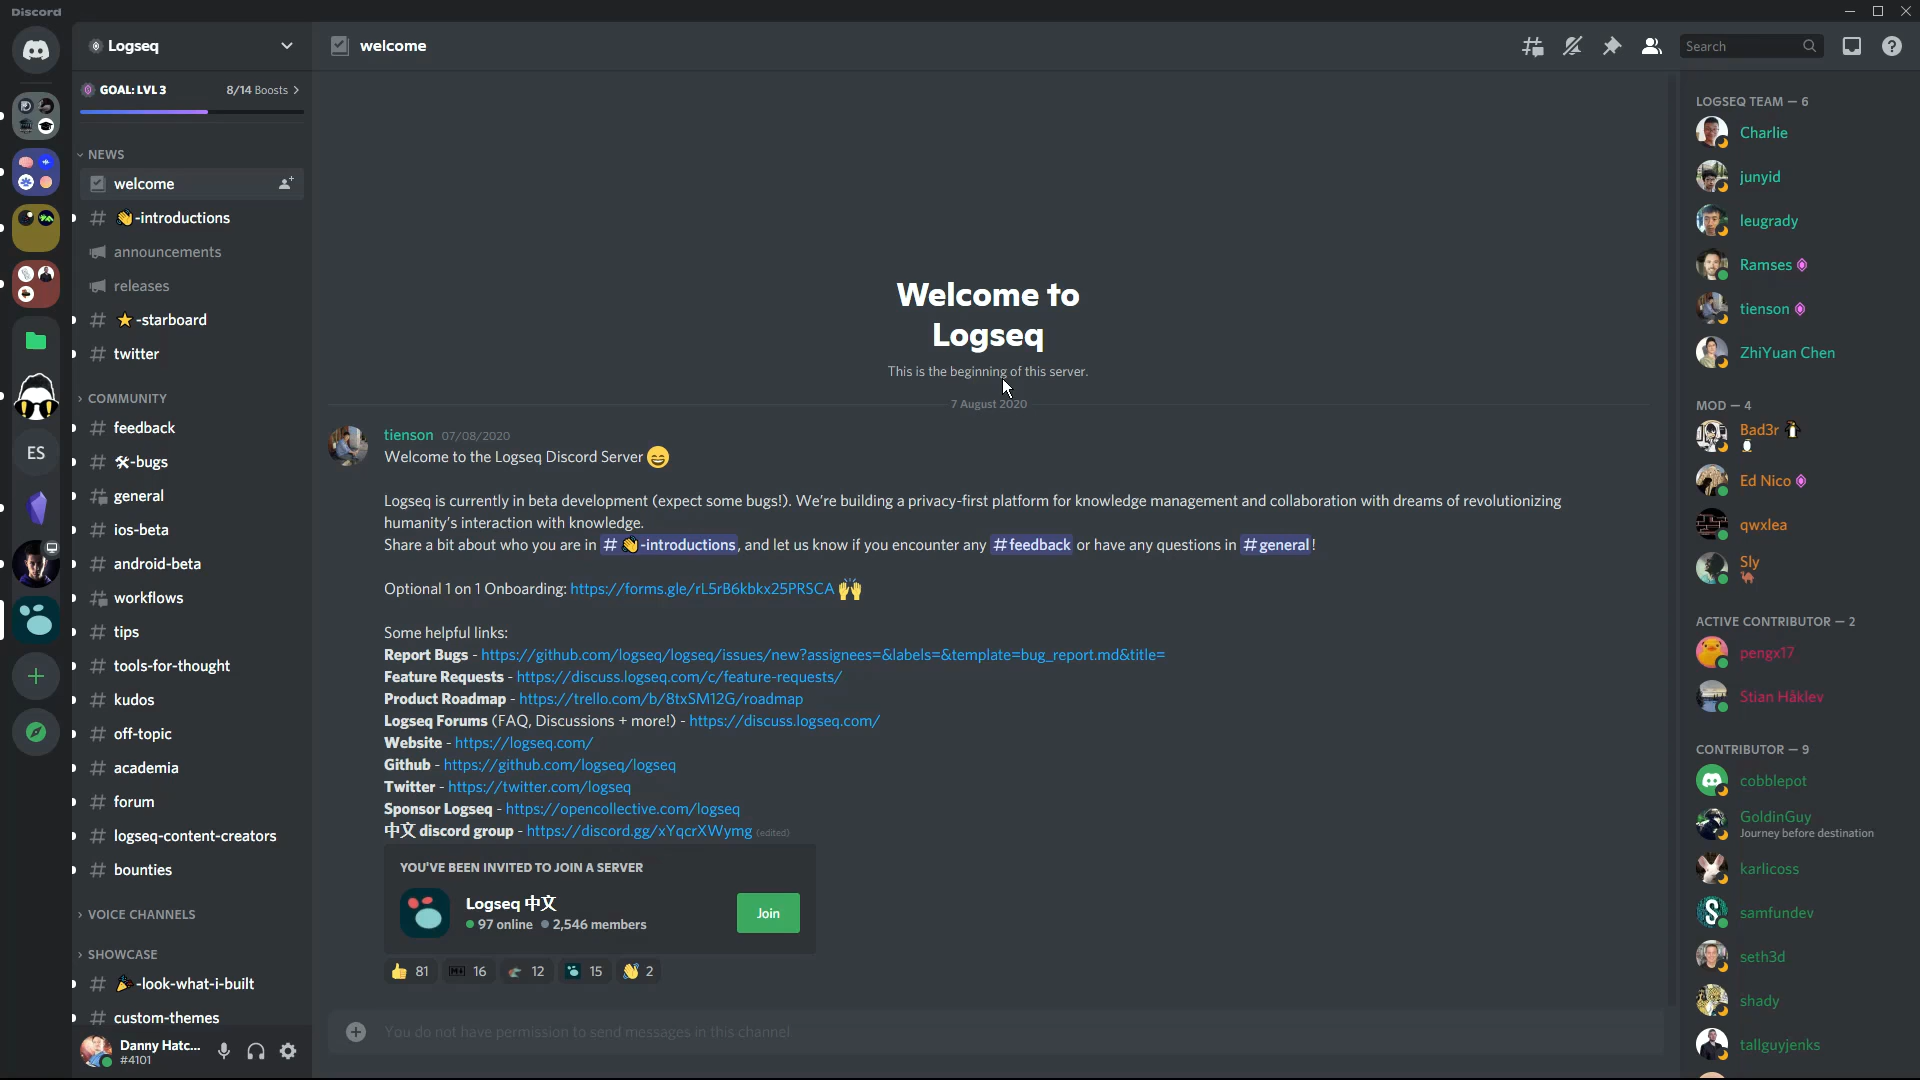 Discord
Logseq
GOAL: LVL 3 8/14 Boosts
NEWS
welcome
# 👋-introductions
announcements
releases
# ⭐-starboard
# twitter
COMMUNITY
# feedback
# 🛠-bugs
# general
# ios-beta
# android-beta
# workflows
# tips
# tools-for-thought
# kudos
# off-topic
# academia
# forum
# logseq-content-creators
# bounties
VOICE CHANNELS
SHOWCASE
# 🎉-look-what-i-built
# custom-themes
Danny Hatc...
#4101
ES
welcome
Search
Welcome to
Logseq
This is the beginning of this server.
7 August 2020
tienson 07/08/2020
Welcome to the Logseq Discord Server 😄
Logseq is currently in beta development (expect some bugs!). We're building a privacy-first platform for knowledge management and collaboration with dreams of revolutionizing
humanity's interaction with knowledge.
Share a bit about who you are in # 👋-introductions, and let us know if you encounter any #feedback or have any questions in #general!
Optional 1 on 1 Onboarding: https://forms.gle/rL5rB6kbkx25PRSCA 🙌
Some helpful links:
Report Bugs - https://github.com/logseq/logseq/issues/new?assignees=&labels=&template=bug_report.md&title=
Feature Requests - https://discuss.logseq.com/c/feature-requests/
Product Roadmap - https://trello.com/b/8txSM12G/roadmap
Logseq Forums (FAQ, Discussions + more!) - https://discuss.logseq.com/
Website - https://logseq.com/
Github - https://github.com/logseq/logseq
Twitter - https://twitter.com/logseq
Sponsor Logseq - https://opencollective.com/logseq
中文 discord group - https://discord.gg/xYqcrXWymg (edited)
YOU'VE BEEN INVITED TO JOIN A SERVER
Logseq 中文
97 online 2,546 members
Join
👍 81 16 12 15 👋 2
You do not have permission to send messages in this channel
LOGSEQ TEAM — 6
Charlie
junyid
leugrady
Ramses
tienson
ZhiYuan Chen
MOD — 4
Bad3r
Ed Nico
qwxlea
Sly
ACTIVE CONTRIBUTOR — 2
pengx17
Stian Håklev
CONTRIBUTOR — 9
cobblepot
GoldinGuy
Journey before destination
karlicoss
samfundev
seth3d
shady
tallguyjenks